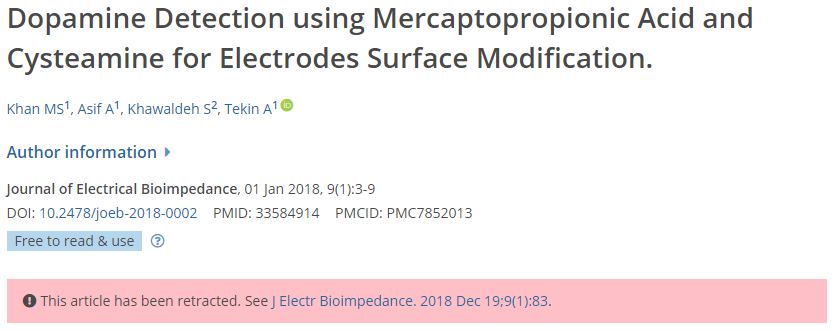 Dopamine Detection using Mercaptopropionic Acid and
Cysteamine for Electrodes Surface Modification.
Khan MS1, Asif A1, Khawaldeh S2, Tekin A1 iD
Author information
Journal of Electrical Bioimpedance, 01 Jan 2018, 9(1):3-9
DOI: 10.2478/joeb-2018-0002 PMID: 33584914 PMCID: PMC7852013
Free to read & use ?
! This article has been retracted. See J Electr Bioimpedance. 2018 Dec 19;9(1):83.